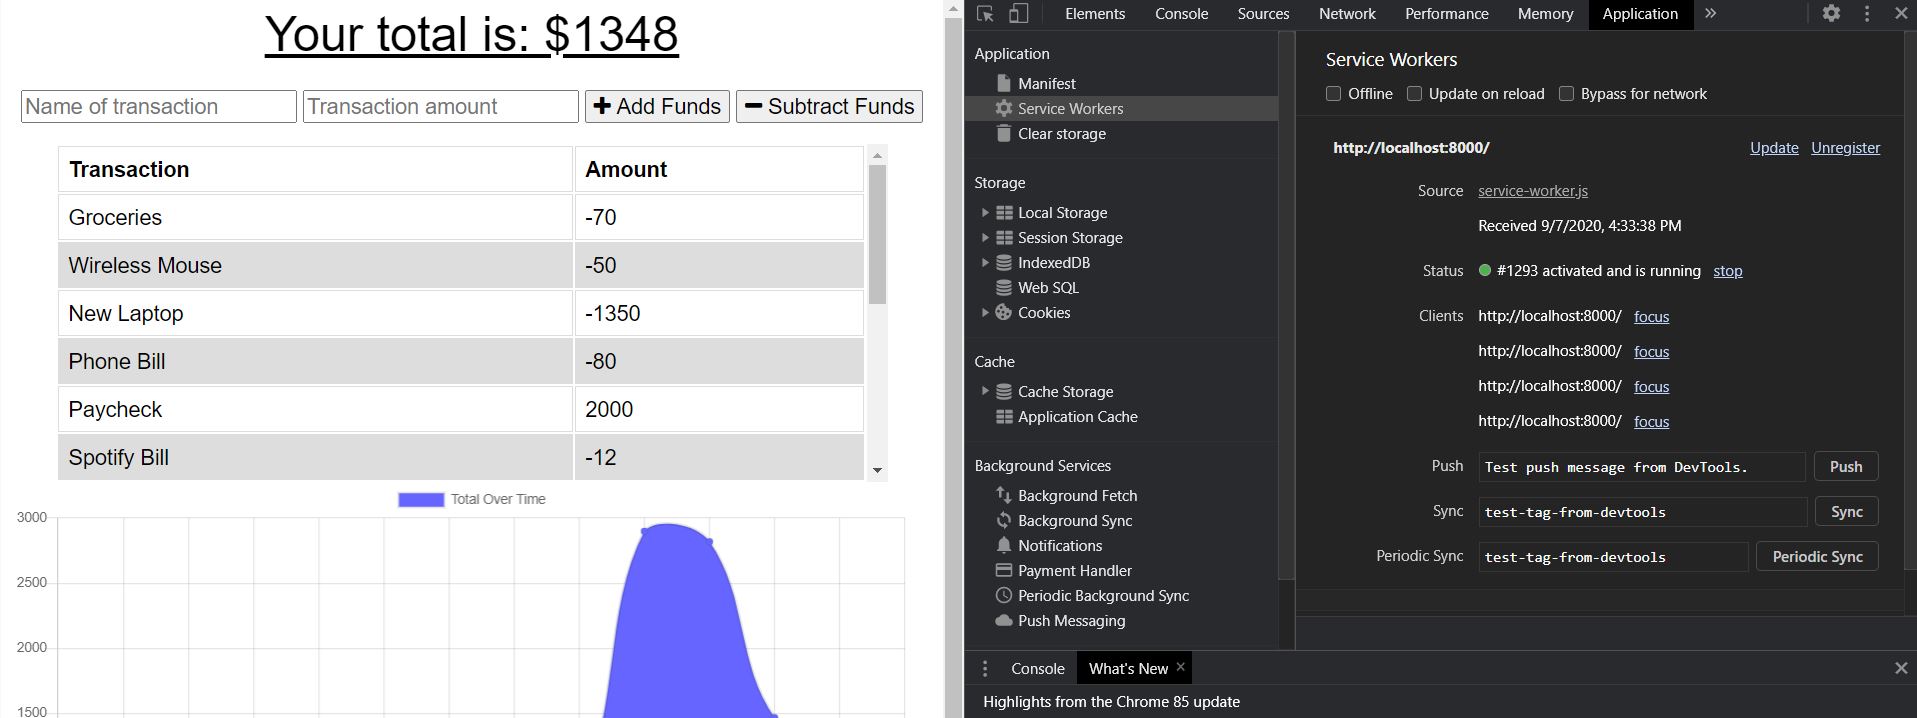 Your total is: $1348
Name of transaction
Transaction amount
Add Funds
Subtract Funds
Transaction Amount
Groceries -70
Wireless Mouse -50
New Laptop -1350
Phone Bill -80
Paycheck 2000
Spotify Bill -12
Total Over Time
3000
2500
2000
1500
Elements Console Sources Network Performance Memory Application
Application
Manifest
Service Workers
Clear storage
Storage
Local Storage
Session Storage
IndexedDB
Web SQL
Cookies
Cache
Cache Storage
Application Cache
Background Services
Background Fetch
Background Sync
Notifications
Payment Handler
Periodic Background Sync
Push Messaging
Service Workers
Offline Update on reload Bypass for network
http://localhost:8000/ Update Unregister
Source service-worker.js
Received 9/7/2020, 4:33:38 PM
Status #1293 activated and is running stop
Clients http://localhost:8000/ focus
http://localhost:8000/ focus
http://localhost:8000/ focus
http://localhost:8000/ focus
Push Test push message from DevTools. Push
Sync test-tag-from-devtools Sync
Periodic Sync test-tag-from-devtools Periodic Sync
Console What's New
Highlights from the Chrome 85 update